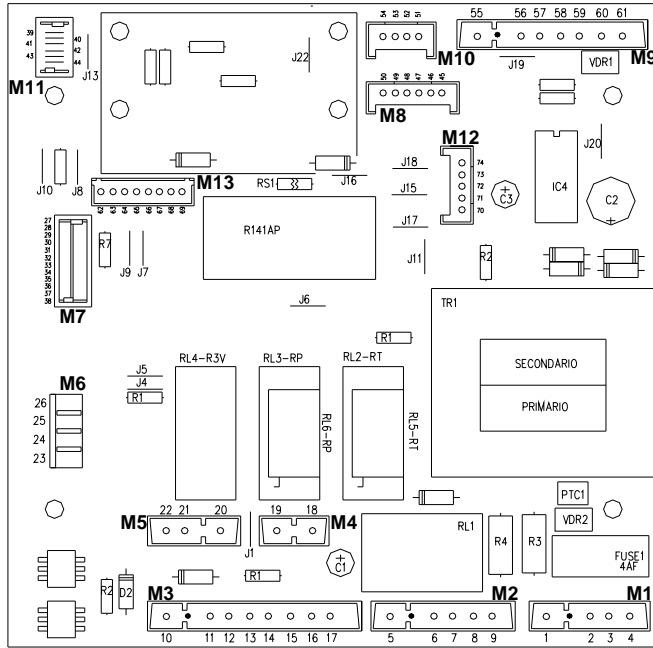 54 53 52 51
55 56 57 58 59 60 61
39 40
41 42
43 44
J13
M11
J22
M10
J19
VDR1
M9
50 49 48 47 46 45
M8
M12
J20
74
73
72
71
70
IC4
C3
C2
J10
J8
M13
RS1
J16
J18
J15
J17
62 63 64 65 66 67 68 69
27
28
29
30
31
32
33
34
35
36
37
38
R7
J9
J7
R141AP
J11
R2
M7
J6
TR1
R1
SECONDARIO
PRIMARIO
M6
26
25
24
23
J5
J4
R1
RL4-R3V
RL3-RP
RL2-RT
RL6-RP
RL5-RT
PTC1
VDR2
M5
22 21 20
J1
19 18
M4
RL1
R4
R3
FUSE1
4AF
C1
R1
R2
D2
M3
M2
M1
10 11 12 13 14 15 16 17
5 6 7 8 9
1 2 3 4